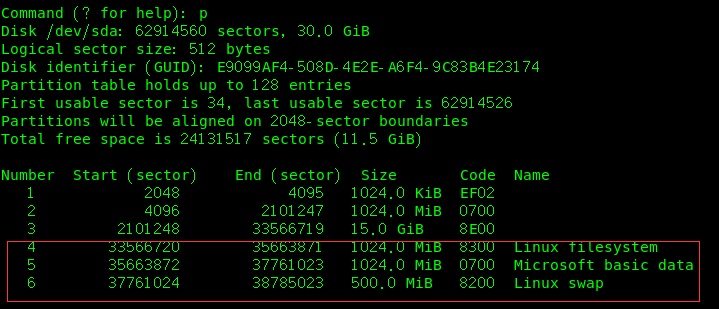 Command (? for help): p
Disk /dev/sda: 62914560 sectors, 30.0 GiB
Logical sector size: 512 bytes
Disk identifier (GUID): E9099AF4-508D-4E2E-A6F4-9C83B4E23174
Partition table holds up to 128 entries
First usable sector is 34, last usable sector is 62914526
Partitions will be aligned on 2048-sector boundaries
Total free space is 24131517 sectors (11.5 GiB)
Number Start (sector) End (sector) Size Code Name
1 2048 4095 1024.0 KiB EF02
2 4096 2101247 1024.0 MiB 0700
3 2101248 33566719 15.0 GiB 8E00
4 33566720 35663871 1024.0 MiB 8300 Linux filesystem
5 35663872 37761023 1024.0 MiB 0700 Microsoft basic data
6 37761024 38785023 500.0 MiB 8200 Linux swap